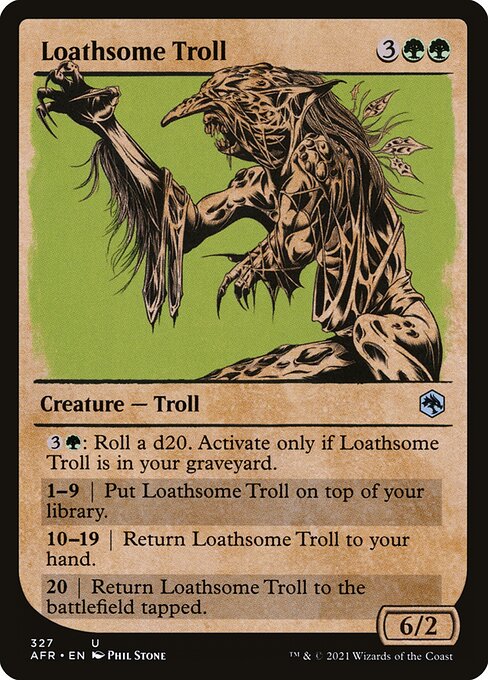 Loathsome Troll 3
Creature — Troll
3: Roll a d20. Activate only if Loathsome
Troll is in your graveyard.
1–9 | Put Loathsome Troll on top of your
library.
10–19 | Return Loathsome Troll to your
hand.
20 | Return Loathsome Troll to the
battlefield tapped.
6/2
327 U
AFR • EN Phil Stone
™ & © 2021 Wizards of the Coast